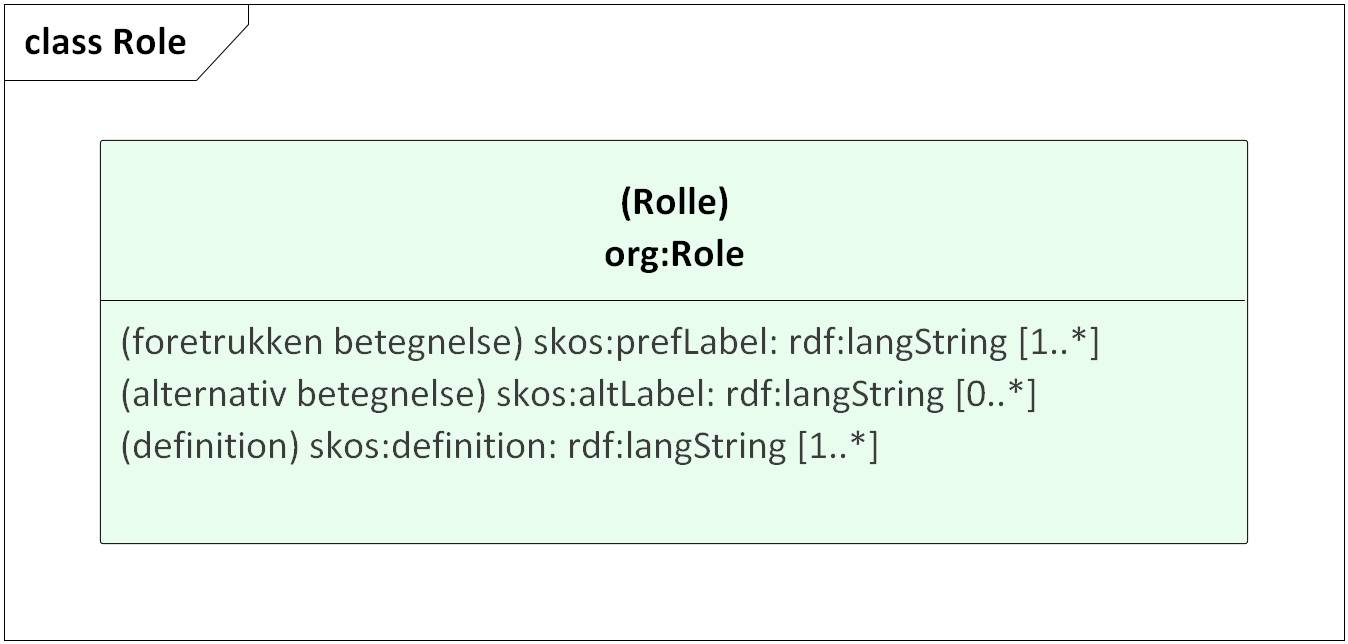 class Role
(Rolle)
org:Role
(foretrukken betegnelse) skos:prefLabel: rdf:langString [1..*]
(alternativ betegnelse) skos:altLabel: rdf:langString [0..*]
(definition) skos:definition: rdf:langString [1..*]